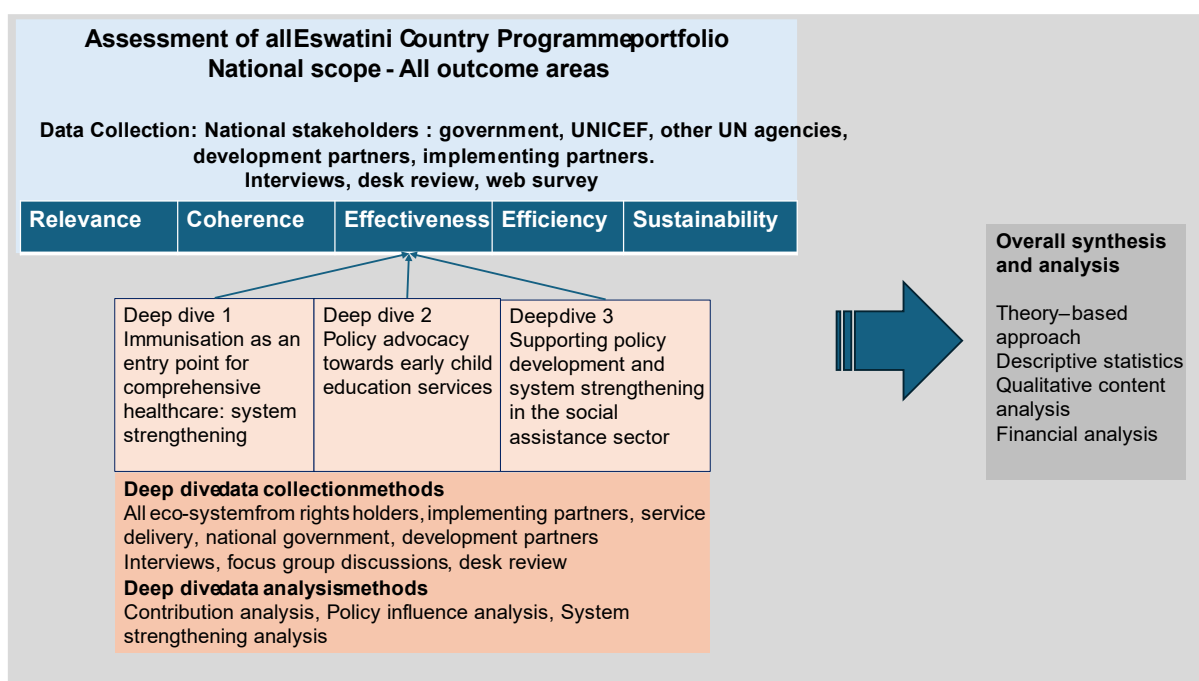 Assessment of allEswatini Country Programmeportfolio
National scope - All outcome areas
Data Collection: National stakeholders : government, UNICEF, other UN agencies,
development partners, implementing partners.
Interviews, desk review, web survey
Relevance Coherence Effectiveness Efficiency Sustainability
Deep dive 1
Immunisation as an
entry point for
comprehensive
healthcare: system
strengthening
Deep dive 2
Policy advocacy
towards early child
education services
Deepdive 3
Supporting policy
development and
system strengthening
in the social
assistance sector
Deep divedata collectionmethods
All eco-systemfrom rightsholders, implementing partners, service
delivery, national government, development partners
Interviews, focus group discussions, desk review
Deep divedata analysismethods
Contribution analysis, Policy influence analysis, System
strengthening analysis
Overall synthesis
and analysis
Theory–based
approach
Descriptive statistics
Qualitative content
analysis
Financial analysis